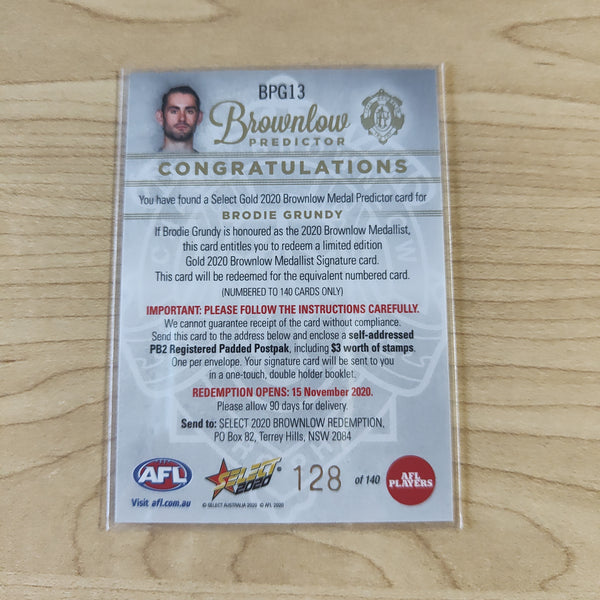 BPG13
Brownlow
PREDICTOR
CONGRATULATIONS
You have found a Select Gold 2020 Brownlow Medal Predictor card for
BRODIE GRUNDY
If Brodie Grundy is honoured as the 2020 Brownlow Medallist,
this card entitles you to redeem a limited edition
Gold 2020 Brownlow Medallist Signature card.
This card will be redeemed for the equivalent numbered card.
(NUMBERED TO 140 CARDS ONLY)
IMPORTANT: PLEASE FOLLOW THE INSTRUCTIONS CAREFULLY.
We cannot guarantee receipt of the card without compliance.
Send this card to the address below and enclose a self-addressed
PB2 Registered Padded Postpak, including $3 worth of stamps.
One per envelope. Your signature card will be sent to you
in a one-touch, double holder booklet.
REDEMPTION OPENS: 15 November 2020.
Please allow 90 days for delivery.
Send to: SELECT 2020 BROWNLOW REDEMPTION,
PO Box 82, Terrey Hills, NSW 2084
AFL
SELECT
2020
128 of 140
AFL
PLAYERS
Visit afl.com.au
© SELECT AUSTRALIA 2020 © AFL 2020